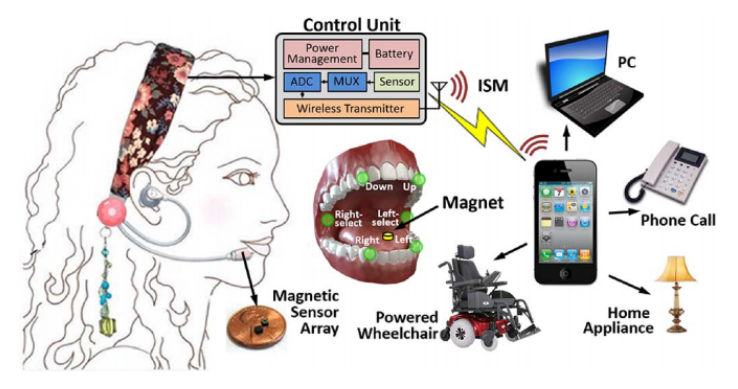 Control Unit
Power
Management
Battery
ADC
MUX
Sensor
Wireless Transmitter
ISM
PC
Down Up
Right-
select
Left-
select
Right Left
Magnet
Phone Call
Magnetic
Sensor
Array
Powered
Wheelchair
Home
Appliance